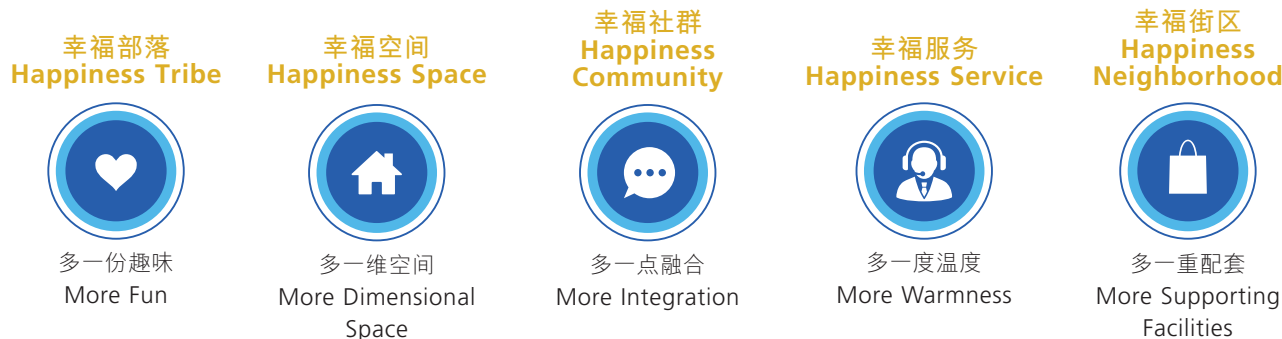 幸福部落
Happiness Tribe
多一份趣味
More Fun
幸福空间
Happiness Space
多一维空间
More Dimensional
Space
幸福社群
Happiness
Community
多一点融合
More Integration
幸福服务
Happiness Service
多一度温度
More Warmness
幸福街区
Happiness
Neighborhood
多一重配套
More Supporting
Facilities